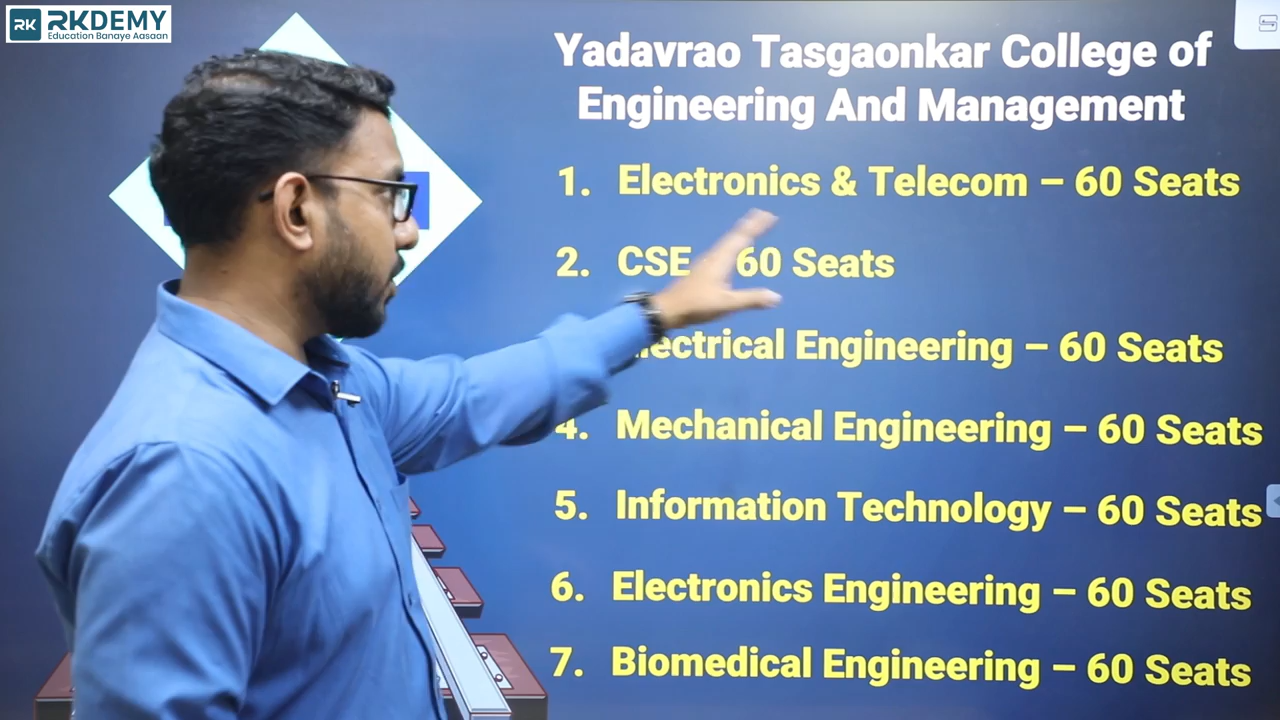 RK RKDEMY
Education Banaye Aasaan
Yadavrao Tasgaonkar College of
Engineering And Management
1. Electronics & Telecom – 60 Seats
2. CSE 60 Seats
lectrical Engineering – 60 Seats
4. Mechanical Engineering – 60 Seats
5. Information Technology – 60 Seats
6. Electronics Engineering – 60 Seats
7. Biomedical Engineering – 60 Seats